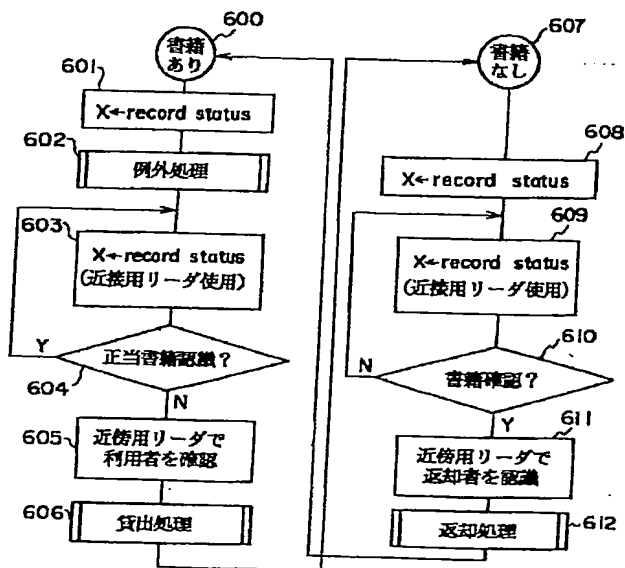 600
書籍
あり
601
X←record status
602
例外処理
603
X←record status
(近接用リーダ使用)
Y
正当書籍認識?
604
N
605
近傍用リーダで
利用者を確認
606
貸出処理
607
書籍
なし
608
X←record status
609
X←record status
(近接用リーダ使用)
610
N
書籍確認?
Y
611
近傍用リーダで
返却者を認識
返却処理
612